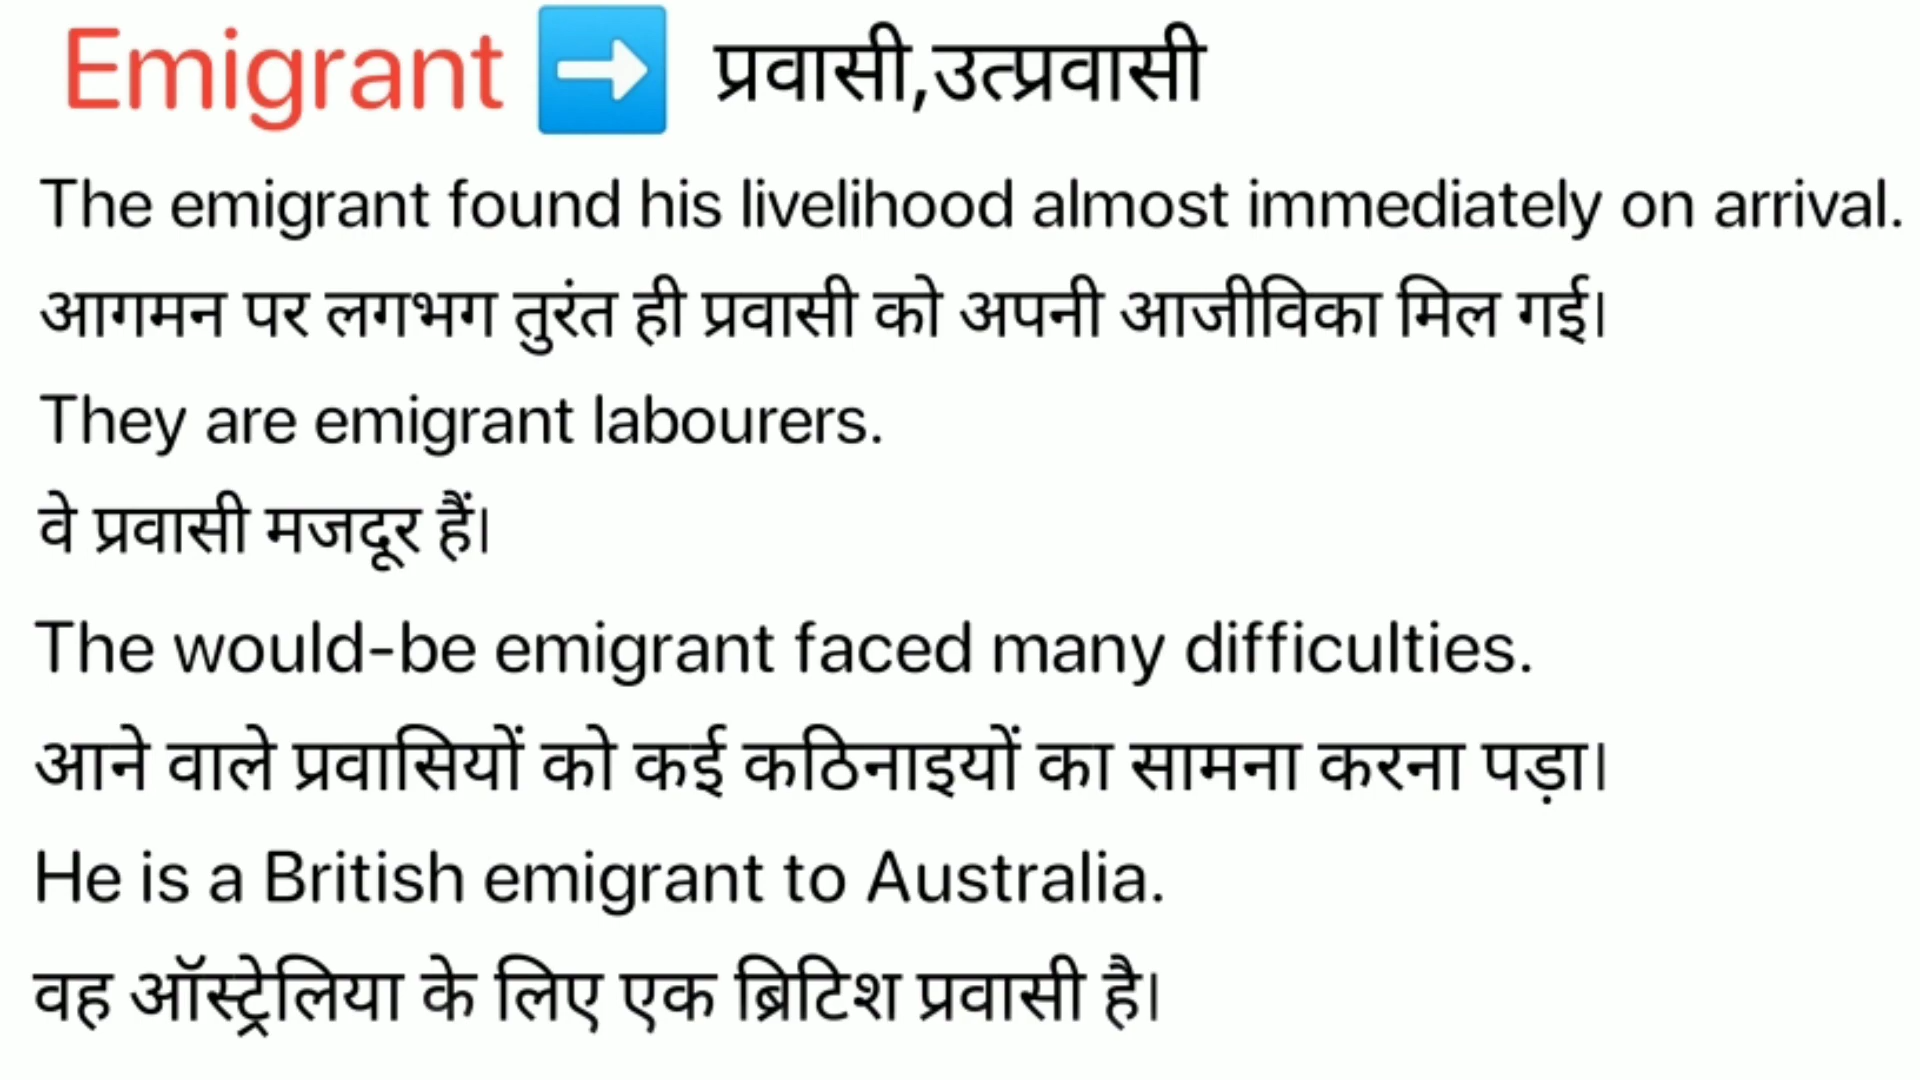 Emigrant ➡️ प्रवासी,उत्प्रवासी
The emigrant found his livelihood almost immediately on arrival.
आगमन पर लगभग तुरंत ही प्रवासी को अपनी आजीविका मिल गई।
They are emigrant labourers.
वे प्रवासी मजदूर हैं।
The would-be emigrant faced many difficulties.
आने वाले प्रवासियों को कई कठिनाइयों का सामना करना पड़ा।
He is a British emigrant to Australia.
वह ऑस्ट्रेलिया के लिए एक ब्रिटिश प्रवासी है।